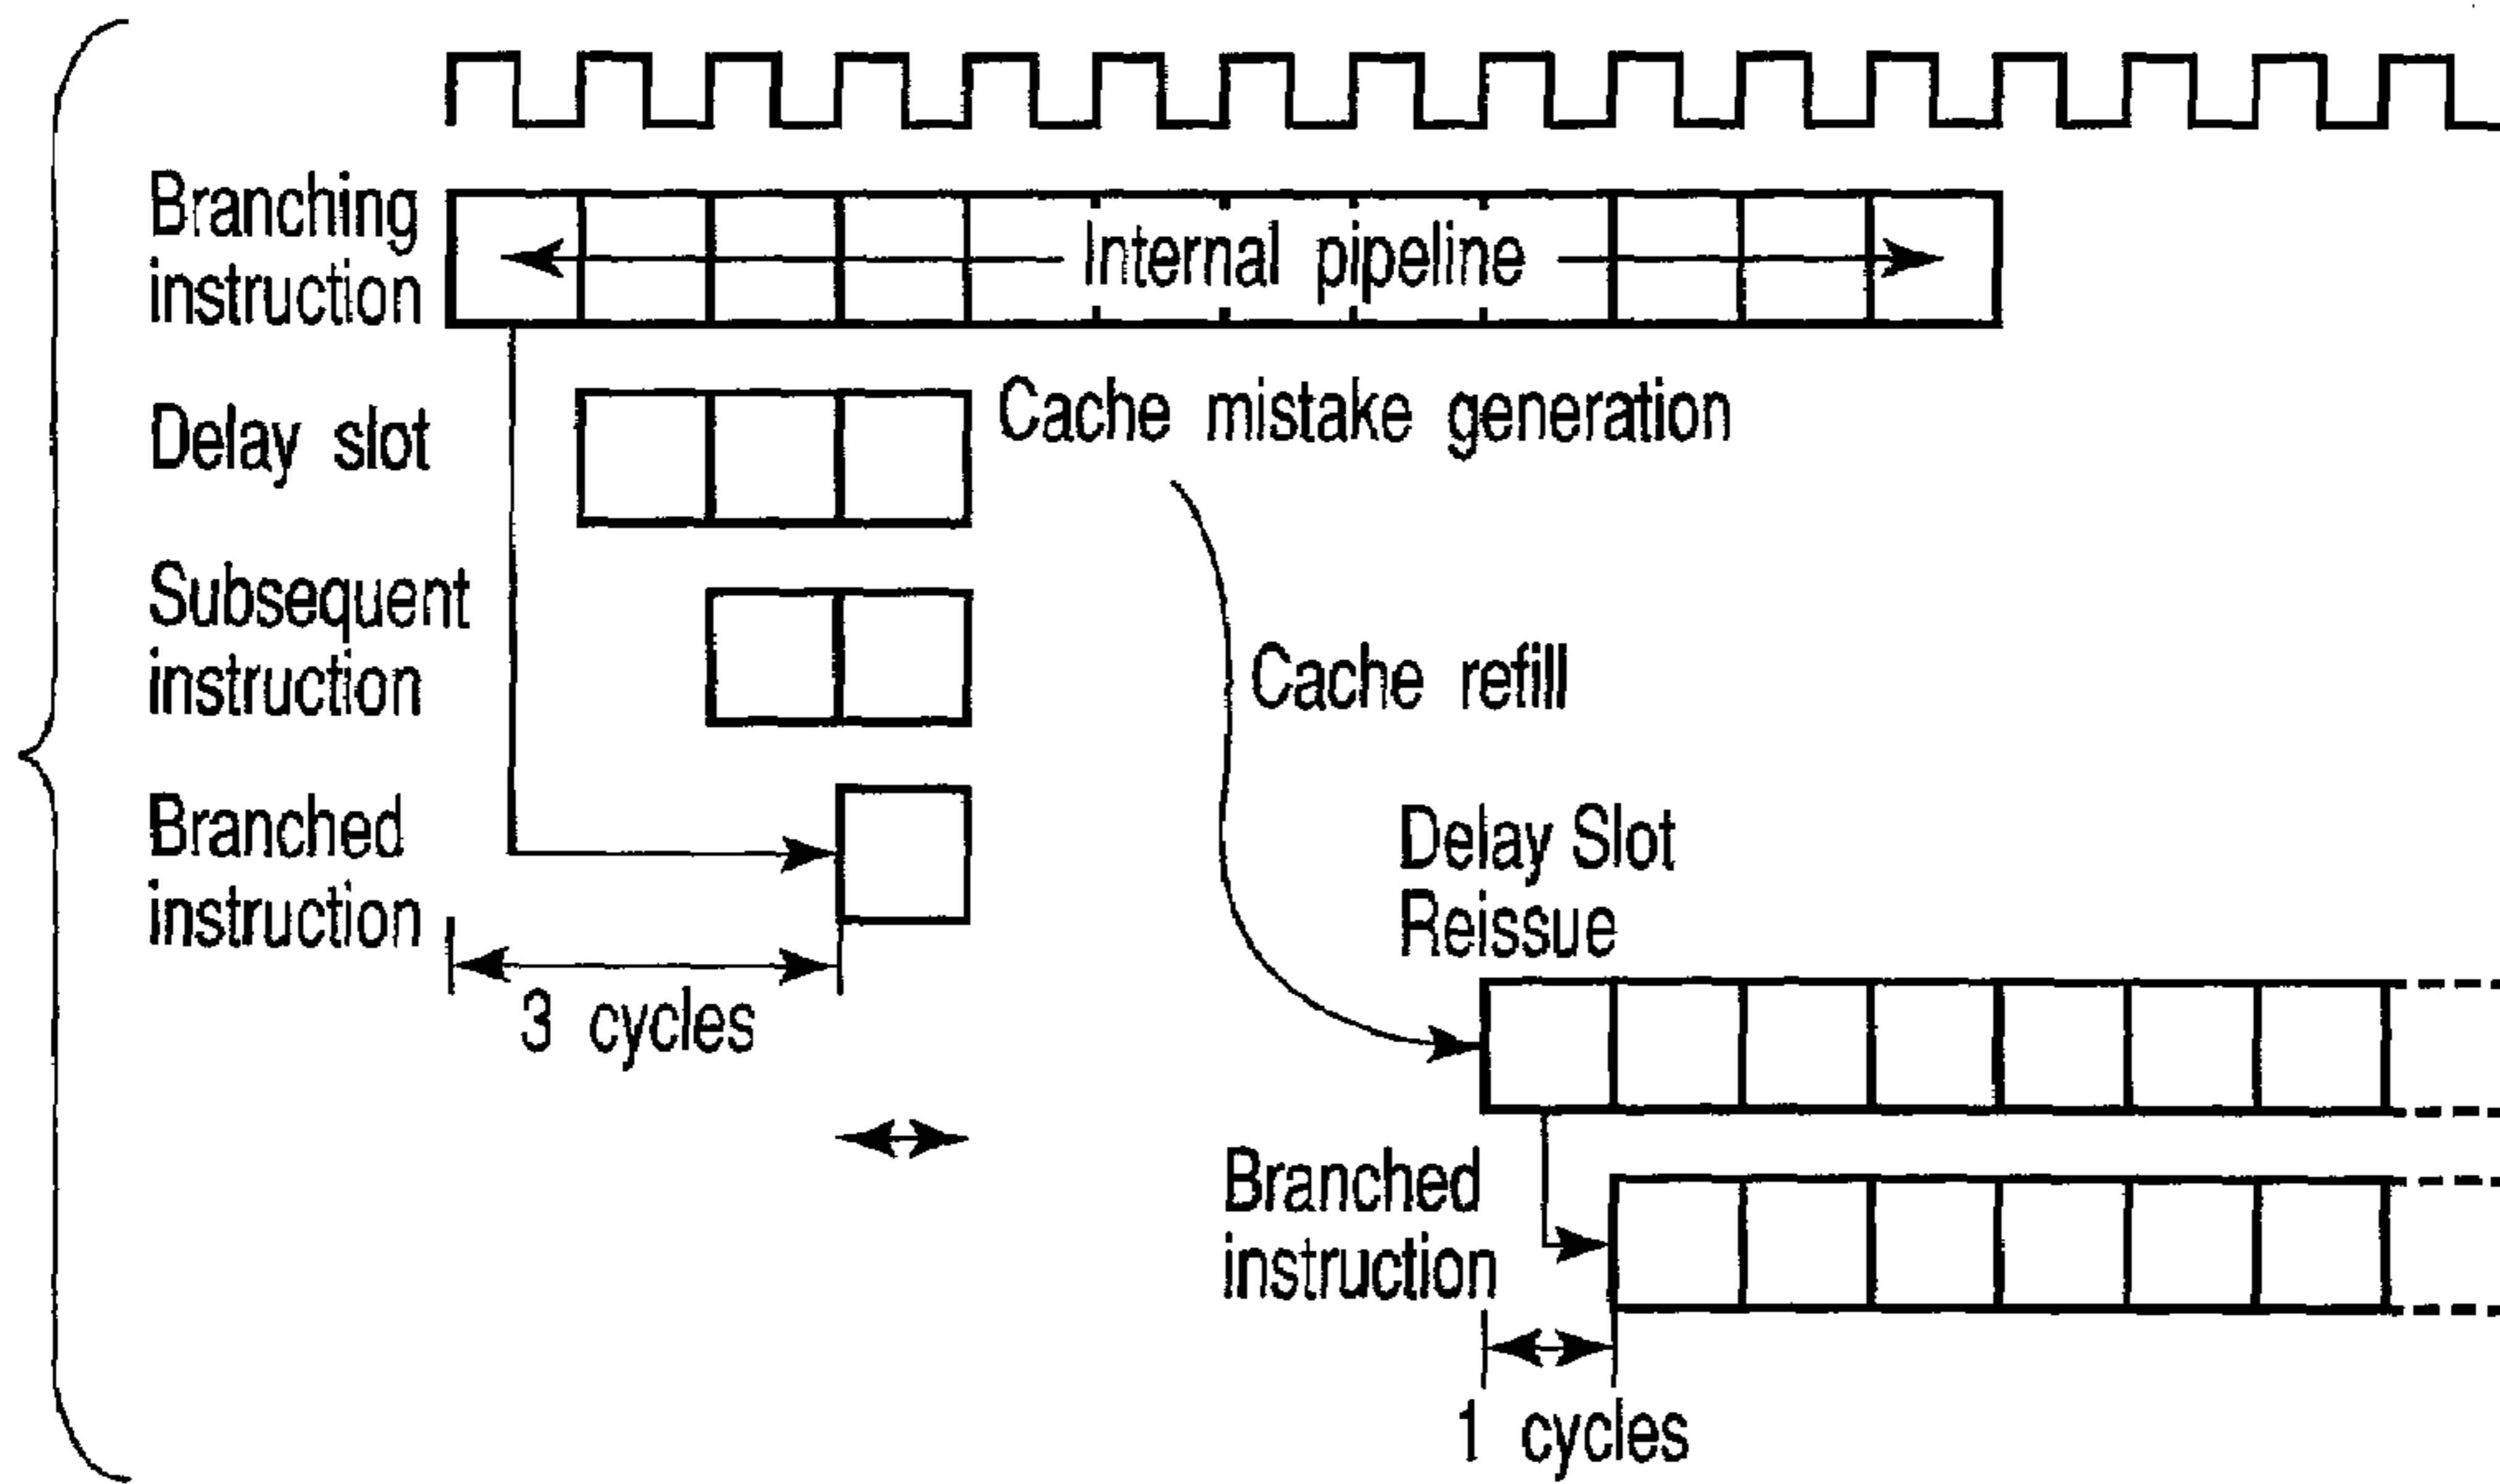 Branching
instruction
Internal pipeline
Delay slot
Cache mistake generation
Subsequent
instruction
Cache refill
Branched
instruction
3 cycles
Delay Slot
Reissue
Branched
instruction
1 cycles